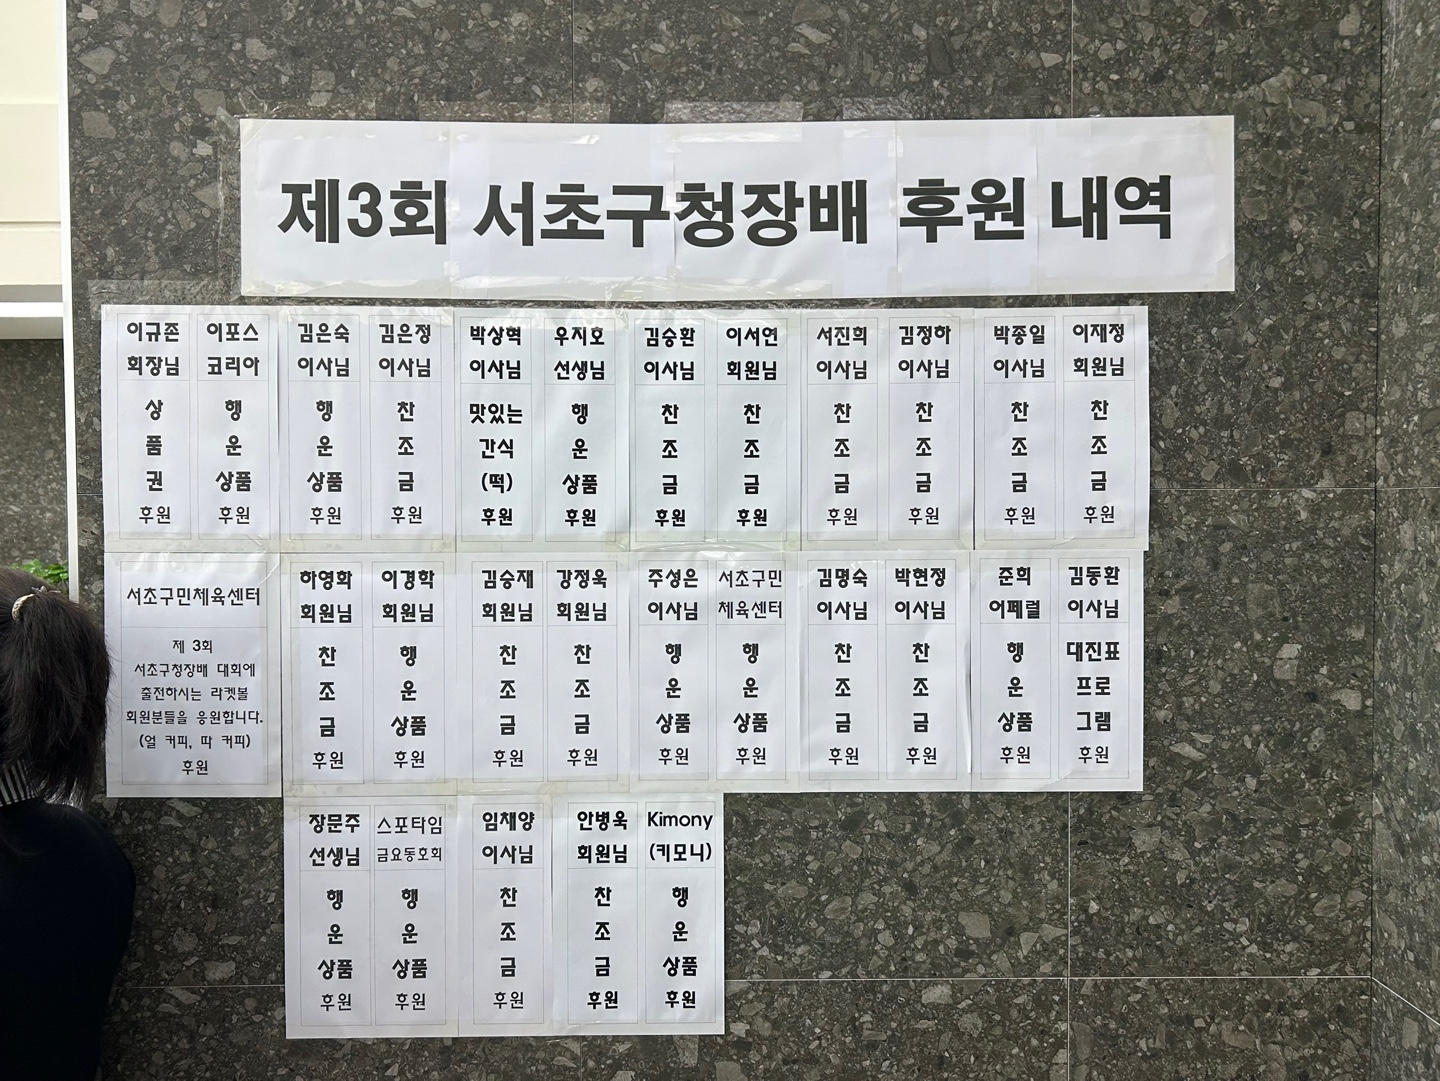 제3회 서초구청장배 후원 내역
이규존
회장님
상
품
권
후원
이포스
코리아
행
운
상품
후원
김은숙
이사님
행
운
상품
후원
김은정
이사님
찬
조
금
후원
박상혁
이사님
맛있는
간식
(떡)
후원
우지호
선생님
행
운
상품
후원
김승환
이사님
찬
조
금
후원
이서연
회원님
찬
조
금
후원
서진희
이사님
찬
조
금
후원
김정하
이사님
찬
조
금
후원
박종일
이사님
찬
조
금
후원
이재정
회원님
찬
조
금
후원
서초구민체육센터
제 3회
서초구청장배 대회에
출전하시는 라켓볼
회원분들을 응원합니다.
(얼 커피, 따 커피)
후원
하영화
회원님
찬
조
금
후원
이경학
회원님
행
운
상품
후원
김승재
회원님
찬
조
금
후원
강정욱
회원님
찬
조
금
후원
주성은
이사님
행
운
상품
후원
서초구민
체육센터
행
운
상품
후원
김명숙
이사님
찬
조
금
후원
박현정
이사님
찬
조
금
후원
준희
어페럴
행
운
상품
후원
김동환
이사님
대진표
프로
그램
후원
장문주
선생님
행
운
상품
후원
스포타임
금요동호회
행
운
상품
후원
임채양
이사님
찬
조
금
후원
안병욱
회원님
찬
조
금
후원
Kimony
(키모니)
행
운
상품
후원